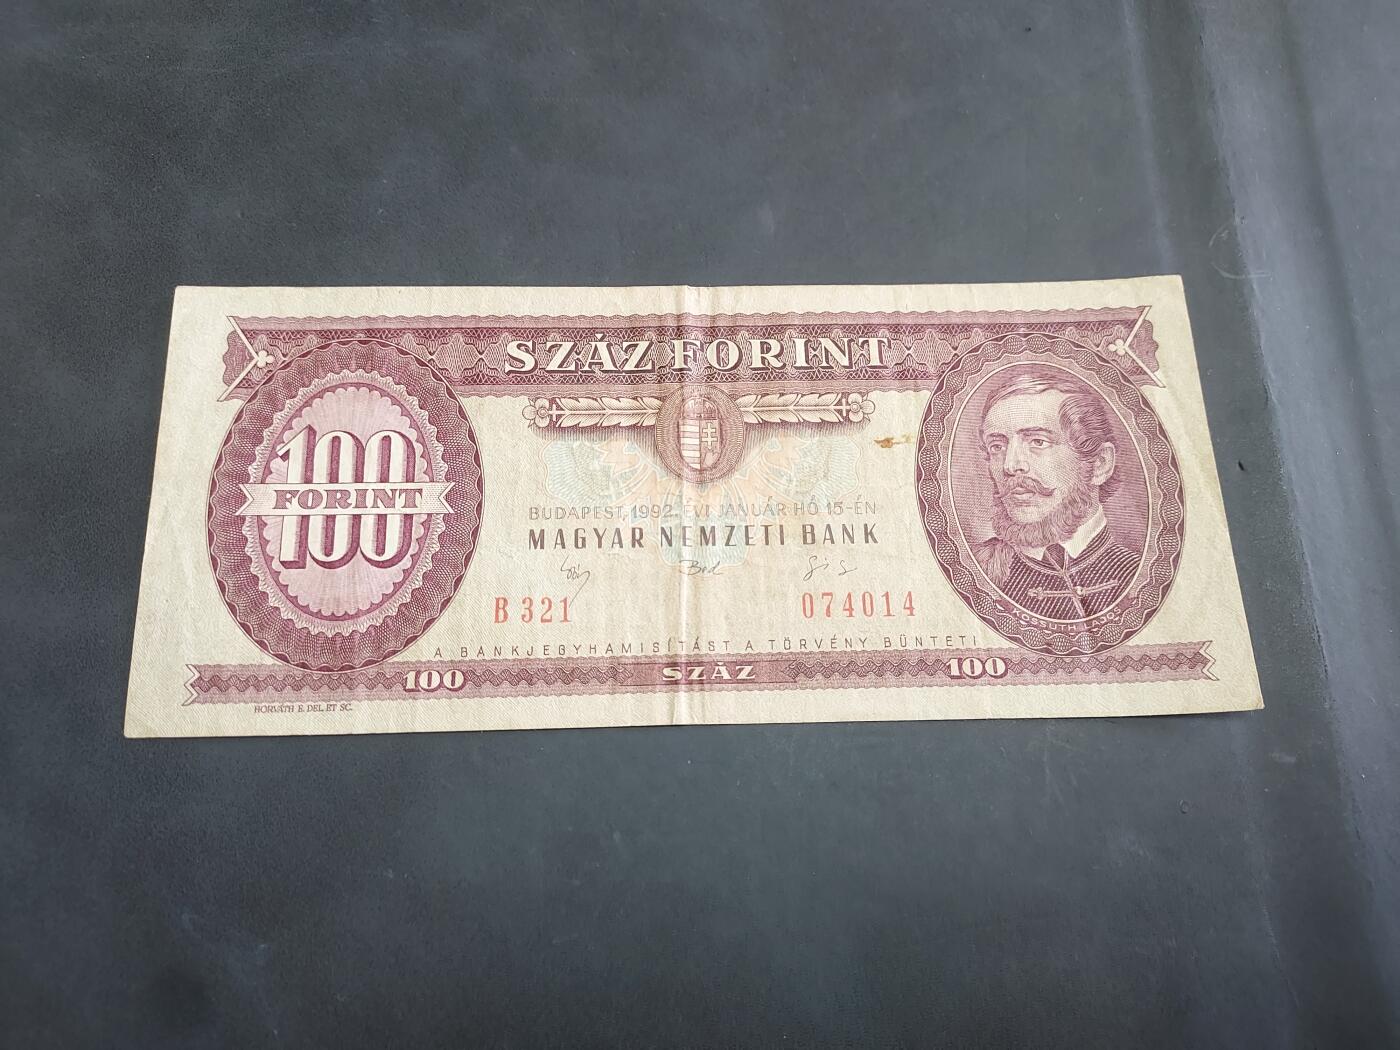 SZÁZ FORINT
100
FORINT
BUDAPEST, 1992. ÉVI JANUÁR HÓ 15-ÉN
MAGYAR NEMZETI BANK
B 321
074014
KOSSUTH LAJOS
A BANKJEGYHAMISÍTÁST A TÖRVÉNY BÜNTETI
100
SZÁZ
100
HORVÁTH E. DEL. ET SC.